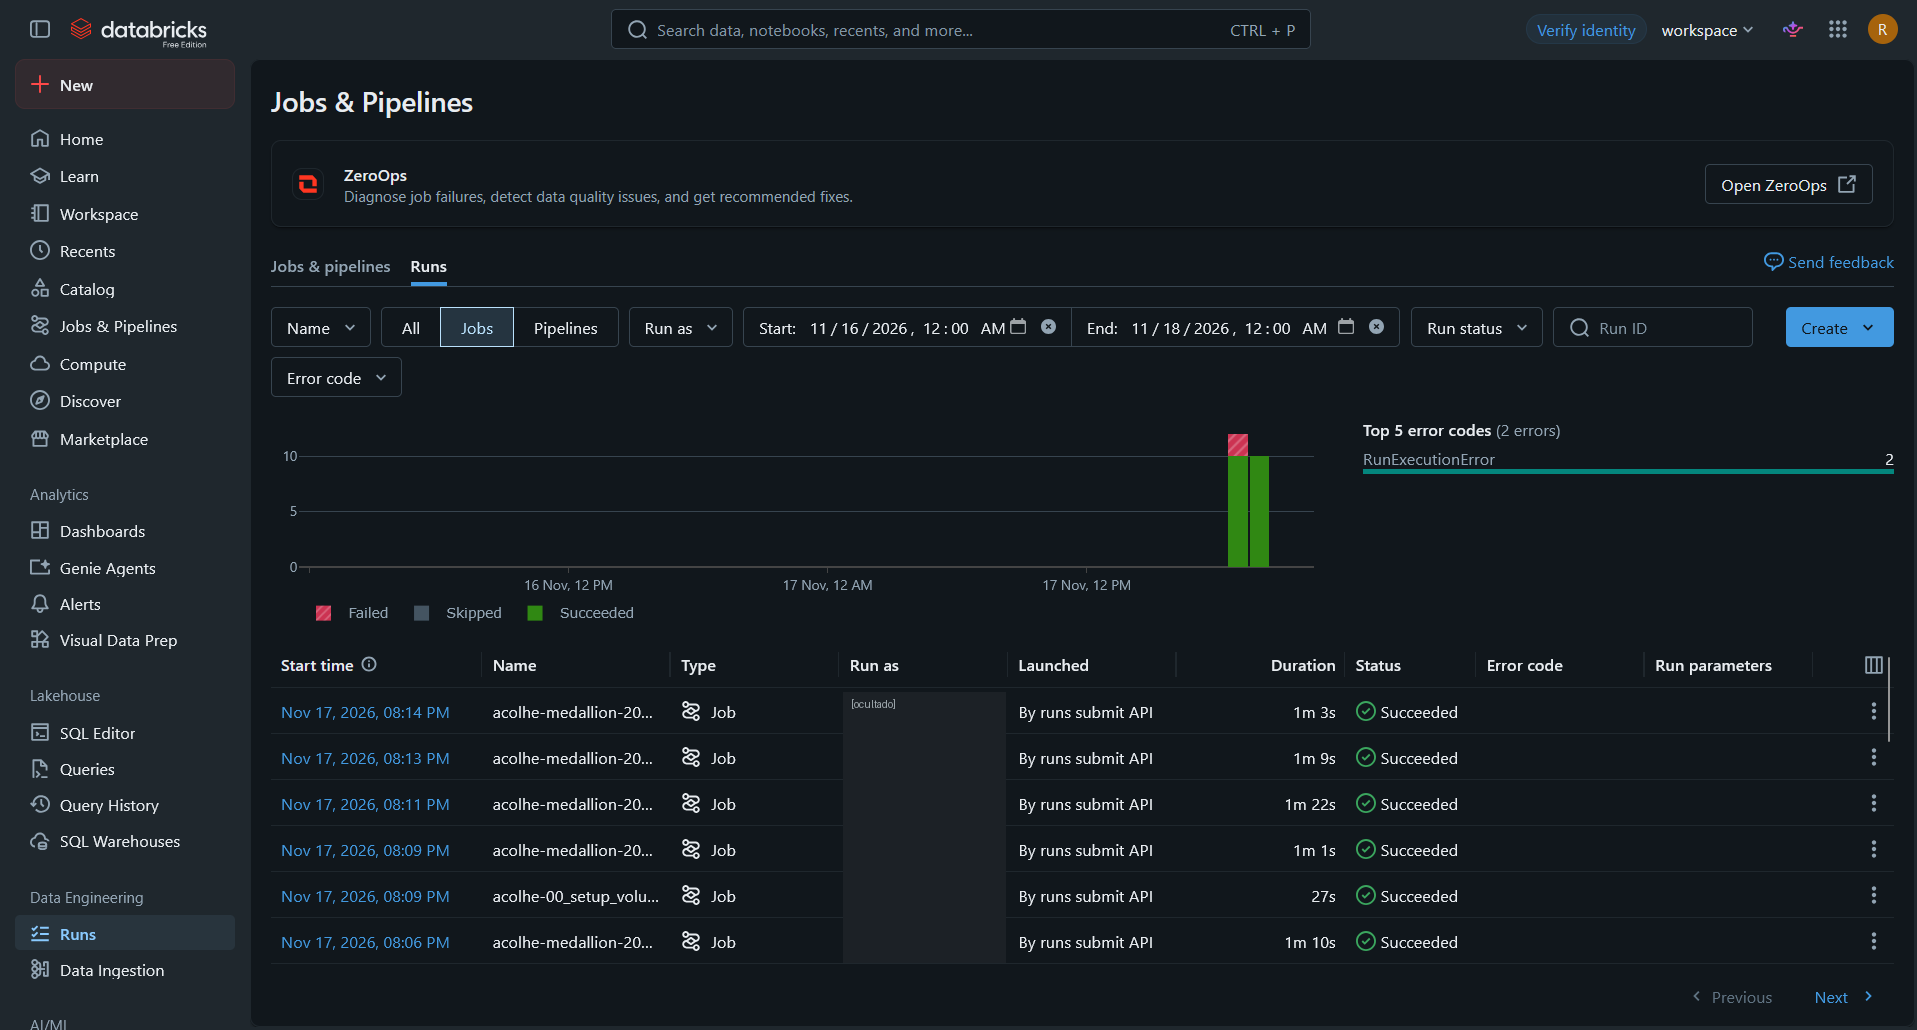 databricks
Free Edition
Search data, notebooks, recents, and more...
CTRL + P
Verify identity
workspace
R
New
Home
Learn
Workspace
Recents
Catalog
Jobs & Pipelines
Compute
Discover
Marketplace
Analytics
Dashboards
Genie Agents
Alerts
Visual Data Prep
Lakehouse
SQL Editor
Queries
Query History
SQL Warehouses
Data Engineering
Runs
Data Ingestion
AI/ML
Jobs & Pipelines
ZeroOps
Diagnose job failures, detect data quality issues, and get recommended fixes.
Open ZeroOps
Jobs & pipelines
Runs
Send feedback
Name
All
Jobs
Pipelines
Run as
Start: 11 / 16 / 2026 , 12 : 00 AM
End: 11 / 18 / 2026 , 12 : 00 AM
Run status
Run ID
Create
Error code
10
5
0
16 Nov, 12 PM
17 Nov, 12 AM
17 Nov, 12 PM
Failed
Skipped
Succeeded
Top 5 error codes (2 errors)
RunExecutionError 2
Start time Name Type Run as Launched Duration Status Error code Run parameters
[ocultado]
Nov 17, 2026, 08:14 PM acolhe-medallion-20... Job By runs submit API 1m 3s Succeeded
Nov 17, 2026, 08:13 PM acolhe-medallion-20... Job By runs submit API 1m 9s Succeeded
Nov 17, 2026, 08:11 PM acolhe-medallion-20... Job By runs submit API 1m 22s Succeeded
Nov 17, 2026, 08:09 PM acolhe-medallion-20... Job By runs submit API 1m 1s Succeeded
Nov 17, 2026, 08:09 PM acolhe-00_setup_volu... Job By runs submit API 27s Succeeded
Nov 17, 2026, 08:06 PM acolhe-medallion-20... Job By runs submit API 1m 10s Succeeded
Previous
Next